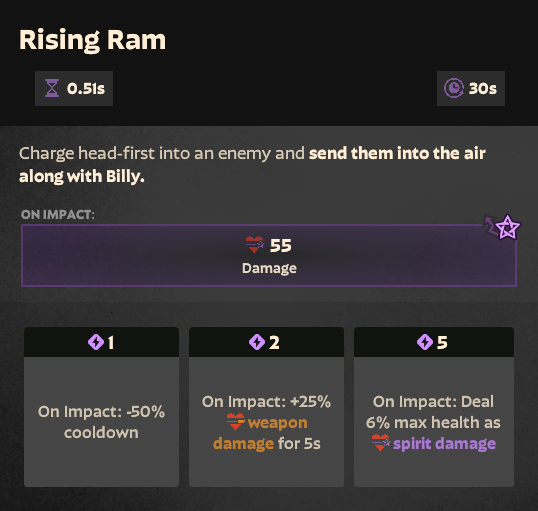 Rising Ram
0.51s
30s
Charge head-first into an enemy and send them into the air
along with Billy.
ON IMPACT:
55
Damage
1
2
5
On Impact: -50%
cooldown
On Impact: +25%
weapon
damage for 5s
On Impact: Deal
6% max health as
spirit damage